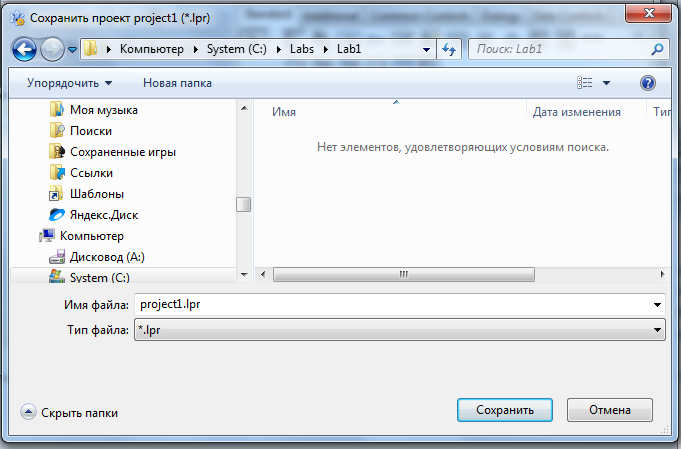 Сохранить проект project1 (*.lpr)
Компьютер System (C:) Labs Lab1 Поиск: Lab1
Упорядочить Новая папка
Моя музыка
Поиски
Сохраненные игры
Ссылки
Шаблоны
Яндекс.Диск
Компьютер
Дисковод (A:)
System (C:)
Имя Дата изменения Тип
Нет элементов, удовлетворяющих условиям поиска.
Имя файла: project1.lpr
Тип файла: *.lpr
Скрыть папки Сохранить Отмена